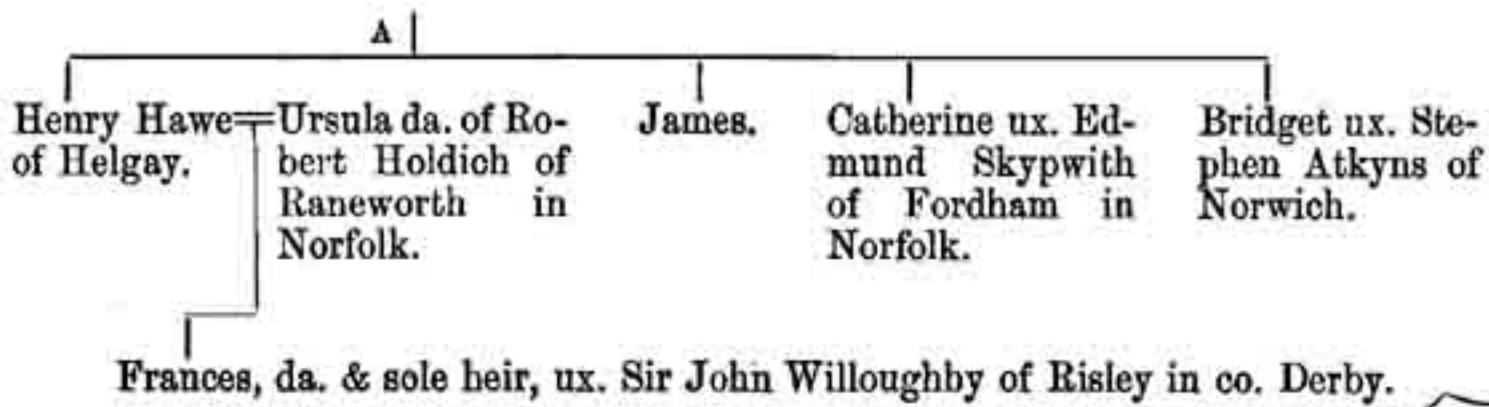 A
Henry Hawe
of Helgay.
Ursula da. of Ro-
bert Holdich of
Raneworth in
Norfolk.
James.
Catherine ux. Ed-
mund Skypwith
of Fordham in
Norfolk.
Bridget ux. Ste-
phen Atkyns of
Norwich.
Frances, da. & sole heir, ux. Sir John Willoughby of Risley in co. Derby.